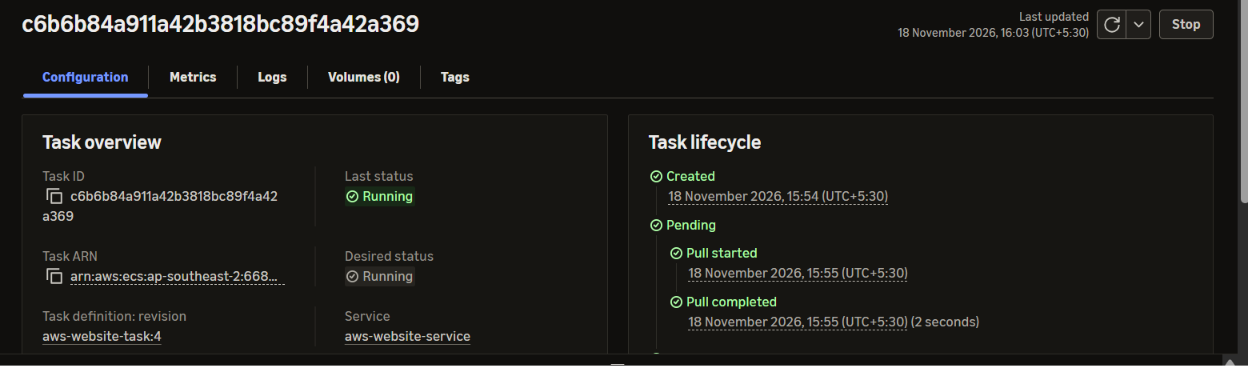 c6b6b84a911a42b3818bc89f4a42a369
Last updated
18 November 2026, 16:03 (UTC+5:30)
Stop
Configuration
Metrics
Logs
Volumes (0)
Tags
Task overview
Task ID
c6b6b84a911a42b3818bc89f4a42
a369
Last status
Running
Task ARN
arn:aws:ecs:ap-southeast-2:668...
Desired status
Running
Task definition: revision
aws-website-task:4
Service
aws-website-service
Task lifecycle
Created
18 November 2026, 15:54 (UTC+5:30)
Pending
Pull started
18 November 2026, 15:55 (UTC+5:30)
Pull completed
18 November 2026, 15:55 (UTC+5:30) (2 seconds)